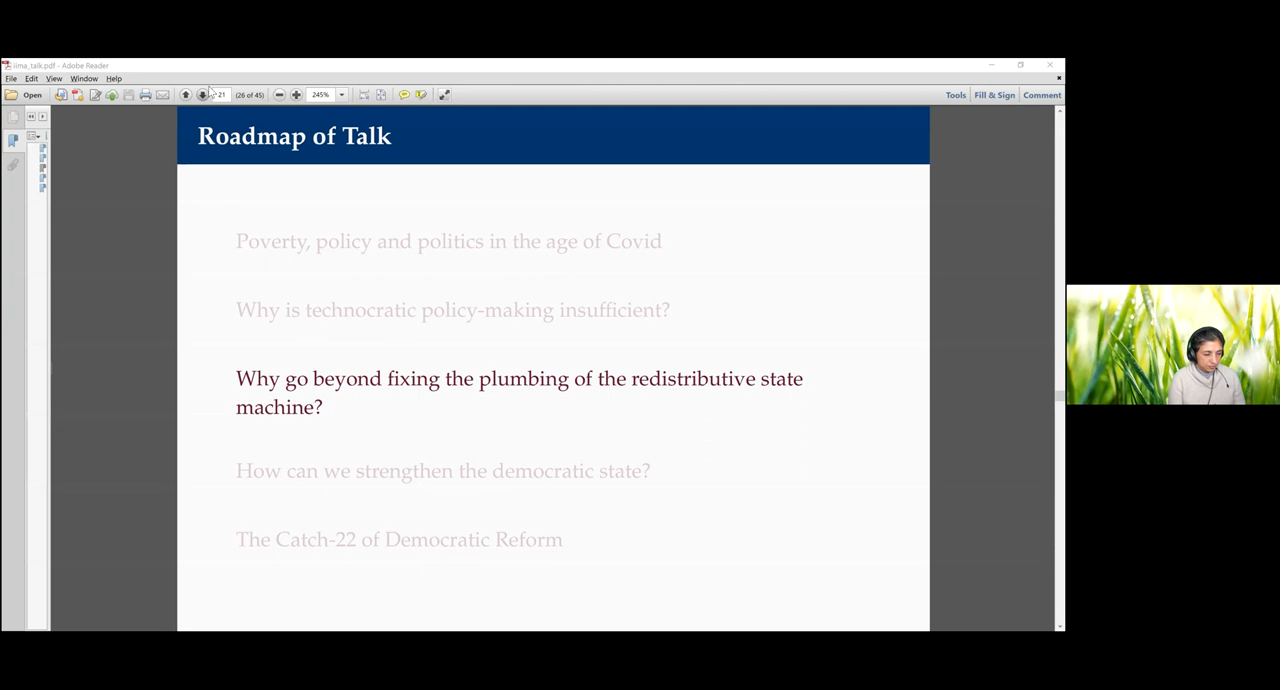 iima_talk.pdf - Adobe Reader
File Edit View Window Help
Open 21 (26 of 45) 245% Tools Fill & Sign Comment
Roadmap of Talk
Poverty, policy and politics in the age of Covid
Why is technocratic policy-making insufficient?
Why go beyond fixing the plumbing of the redistributive state
machine?
How can we strengthen the democratic state?
The Catch-22 of Democratic Reform